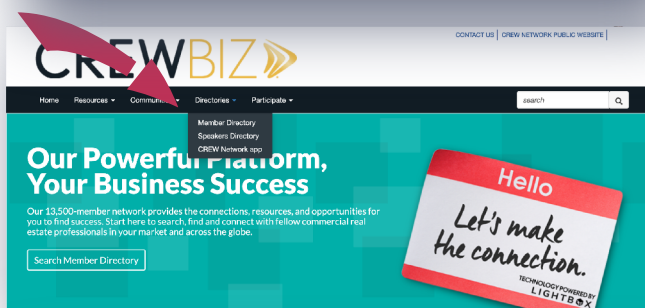 CONTACT US | CREW NETWORK PUBLIC WEBSITE |
CREWBIZ
Home Resources Directories Participate
search
Member Directory
Speakers Directory
CREW Network app
Our Powerful Platform,
Your Business Success
Our 13,500-member network provides the connections, resources, and opportunities for
you to find success. Start here to search, find and connect with fellow commercial real
estate professionals in your market and across the globe.
Search Member Directory
Hello
Let's make
the connection.
TECHNOLOGY POWERED BY
LIGHTBOX